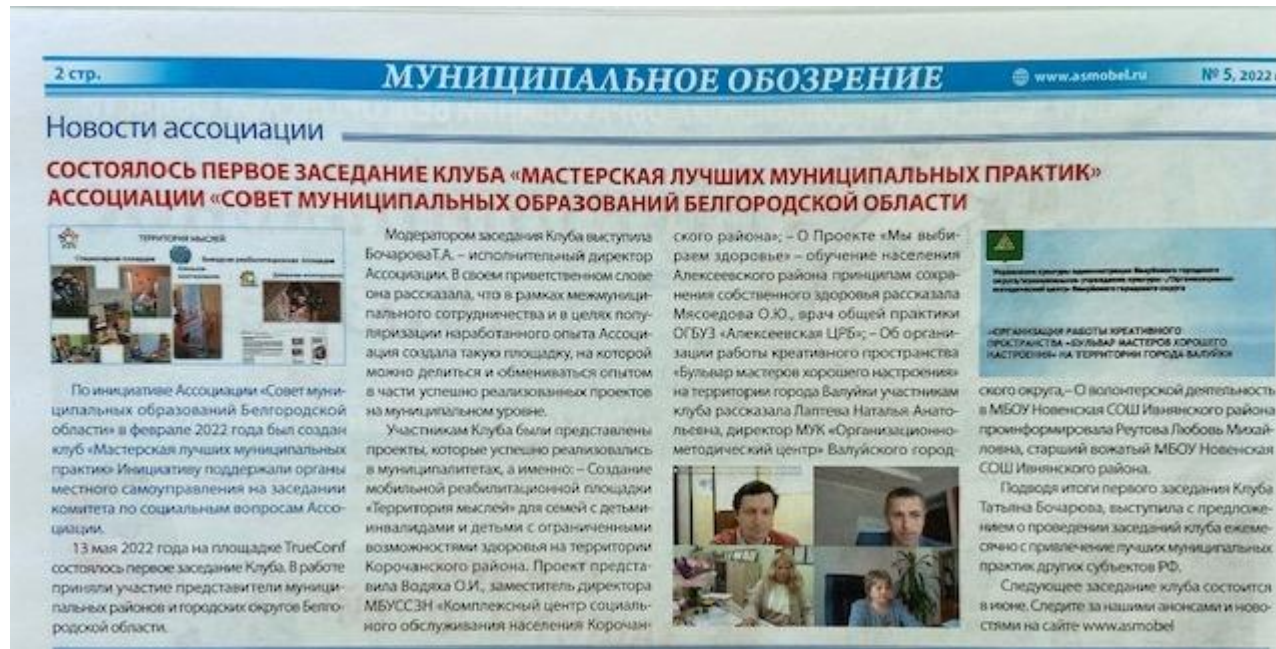 2 стр.
МУНИЦИПАЛЬНОЕ ОБОЗРЕНИЕ
www.asmobel.ru
№ 5, 2022
Новости ассоциации
СОСТОЯЛОСЬ ПЕРВОЕ ЗАСЕДАНИЕ КЛУБА «МАСТЕРСКАЯ ЛУЧШИХ МУНИЦИПАЛЬНЫХ ПРАКТИК»
АССОЦИАЦИИ «СОВЕТ МУНИЦИПАЛЬНЫХ ОБРАЗОВАНИЙ БЕЛГОРОДСКОЙ ОБЛАСТИ
ТЕРРИТОРИЯ МЫСЛЕЙ
По инициативе Ассоциации «Совет муни-
ципальных образований Белгородской
области» в феврале 2022 года был создан
клуб «Мастерская лучших муниципальных
практик» Инициативу поддержали органы
местного самоуправления на заседании
комитета по социальным вопросам Ассо-
циации.
13 мая 2022 года на площадке TrueConf
состоялось первое заседание Клуба. В работе
приняли участие представители муници-
пальных районов и городских округов Белго-
родской области.
Модератором заседания Клуба выступила
Бочарова Т.А. – исполнительный директор
Ассоциации. В своем приветственном слове
она рассказала, что в рамках межмуници-
пального сотрудничества и в целях попу-
ляризации наработанного опыта Ассоци-
ация создала такую площадку, на которой
можно делиться и обмениваться опытом
в части успешно реализованных проектов
на муниципальном уровне.
Участникам Клуба были представлены
проекты, которые успешно реализовались
в муниципалитетах, а именно: – Создание
мобильной реабилитационной площадки
«Территория мыслей» для семей с детьми-
инвалидами и детьми с ограниченными
возможностями здоровья на территории
Корочанского района. Проект предста-
вила Водяха О.И., заместитель директора
МБУССЗН «Комплексный центр социаль-
ного обслуживания населения Корочан-
ского района»; – О Проекте «Мы выби-
раем здоровье» – обучение населения
Алексеевского района принципам сохра-
нения собственного здоровья рассказала
Мясоедова О.Ю., врач общей практики
ОГБУЗ «Алексеевская ЦРБ»; – Об органи-
зации работы креативного пространства
«Бульвар мастеров хорошего настроения»
на территории города Валуйки участникам
клуба рассказала Лаптева Наталья Анато-
льевна, директор МУК «Организационно-
методический центр» Валуйского город-
«ОРГАНИЗАЦИЯ РАБОТЫ КРЕАТИВНОГО
ПРОСТРАНСТВА «БУЛЬВАР МАСТЕРОВ ХОРОШЕГО
НАСТРОЕНИЯ» НА ТЕРРИТОРИИ ГОРОДА ВАЛУЙКИ
ского округа, – О волонтерской деятельность
в МБОУ Новенская СОШ Ивнянского района
проинформировала Реутова Любовь Михай-
ловна, старший вожатый МБОУ Новенская
СОШ Ивнянского района.
Подводя итоги первого заседания Клуба
Татьяна Бочарова, выступила с предложе-
нием о проведении заседаний клуба ежеме-
сячно с привлечение лучших муниципальных
практик других субъектов РФ.
Следующее заседание клуба состоится
в июне. Следите за нашими анонсами и ново-
стями на сайте www.asmobel